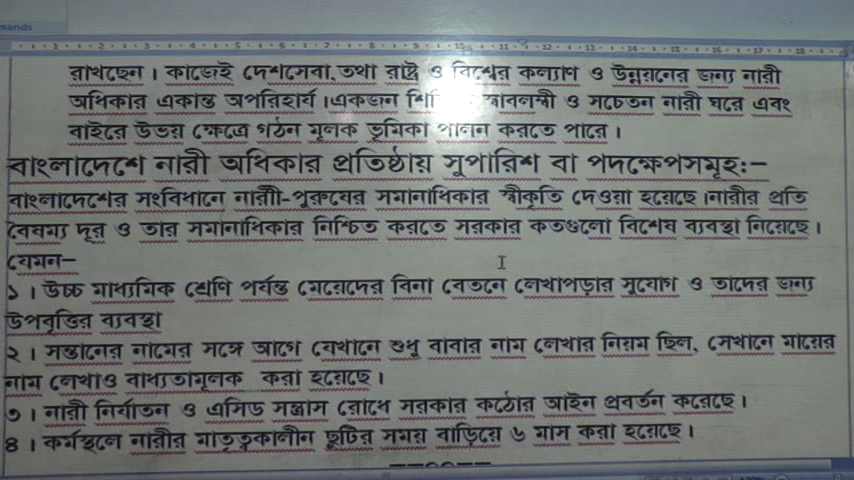 mands
রাখছেন। কাজেই দেশসেবা, তথা রাষ্ট্র ও বিশ্বের কল্যাণ ও উন্নয়নের জন্য নারী
অধিকার একান্ত অপরিহার্য।একজন স্বাবলম্বী ও সচেতন নারী ঘরে এবং
বাইরে উভয় ক্ষেত্রে গঠন মূলক ভূমিকা পালন করতে পারে।
বাংলাদেশে নারী অধিকার প্রতিষ্ঠায় সুপারিশ বা পদক্ষেপসমূহঃ−
বাংলাদেশের সংবিধানে নারীী-পুরুষের সমানাধিকার স্বীকৃতি দেওয়া হয়েছে।নারীর প্রতি
বৈষম্য দূর ও তার সমানাধিকার নিশ্চিত করতে সরকার কতগুলো বিশেষ ব্যবস্থা নিয়েছে।
যেমন−
১। উচ্চ মাধ্যমিক শ্রেণি পর্যন্ত মেয়েদের বিনা বেতনে লেখাপড়ার সুযোগ ও তাদের জন্য
উপবৃত্তির ব্যবস্থা
২। সন্তানের নামের সঙ্গে আগে যেখানে শুধু বাবার নাম লেখার নিয়ম ছিল, সেখানে মায়ের
নাম লেখাও বাধ্যতামূলক করা হয়েছে।
৩। নারী নির্যাতন ও এসিড সন্ত্রাস রোধে সরকার কঠোর আইন প্রবর্তন করেছে।
৪। কর্মস্থলে নারীর মাতৃত্বকালীন ছুটির সময় বাড়িয়ে ৬ মাস করা হয়েছে।